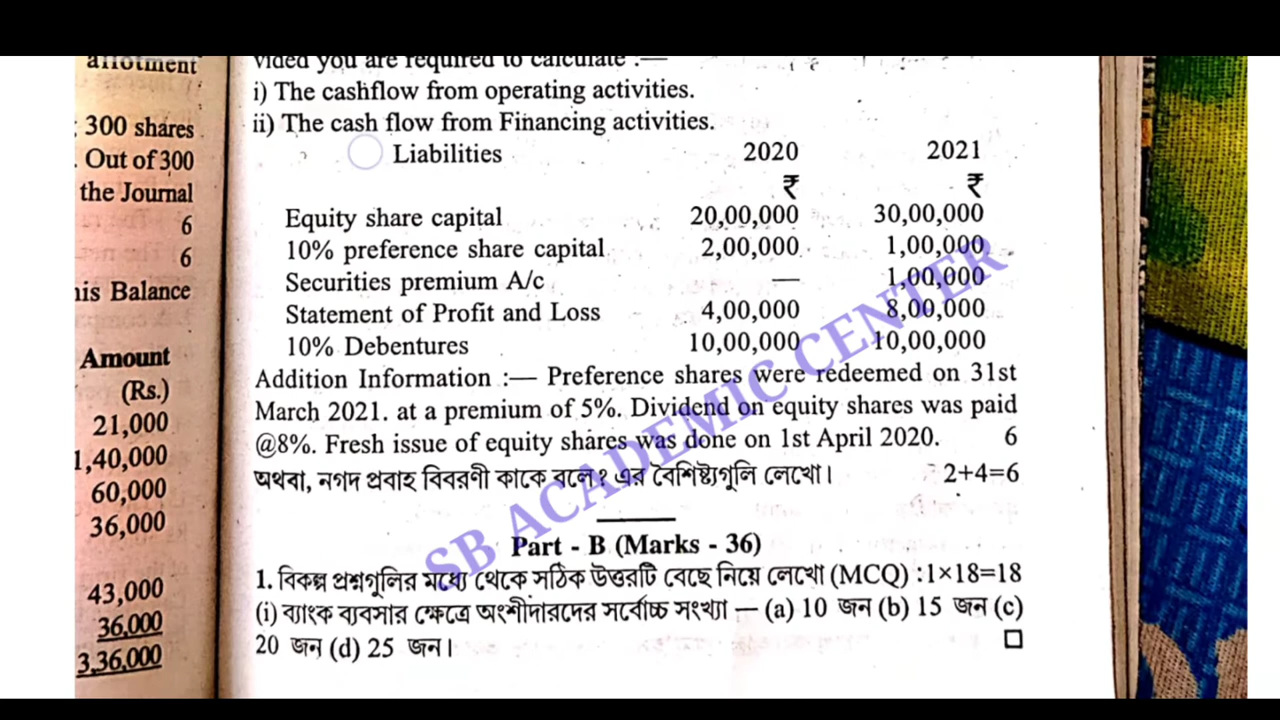 allotment
300 shares
Out of 300
the Journal
6
6
his Balance
Amount
(Rs.)
21,000
1,40,000
60,000
36,000
43,000
36,000
3,36,000
vided you are required to calculate :—
i) The cashflow from operating activities.
ii) The cash flow from Financing activities.
Liabilities 2020 2021
₹ ₹
Equity share capital 20,00,000 30,00,000
10% preference share capital 2,00,000 1,00,000
Securities premium A/c — 1,00,000
Statement of Profit and Loss 4,00,000 8,00,000
10% Debentures 10,00,000 10,00,000
Addition Information :— Preference shares were redeemed on 31st
March 2021. at a premium of 5%. Dividend on equity shares was paid
@8%. Fresh issue of equity shares was done on 1st April 2020. 6
অথবা, নগদ প্রবাহ বিবরণী কাকে বলে? এর বৈশিষ্ট্যগুলি লেখো। 2+4=6
Part - B (Marks - 36)
1. বিকল্প প্রশ্নগুলির মধ্যে থেকে সঠিক উত্তরটি বেছে নিয়ে লেখো (MCQ) :1×18=18
(i) ব্যাংক ব্যবসার ক্ষেত্রে অংশীদারদের সর্বোচ্চ সংখ্যা — (a) 10 জন (b) 15 জন (c)
20 জন (d) 25 জন।
SB ACADEMIC CENTER